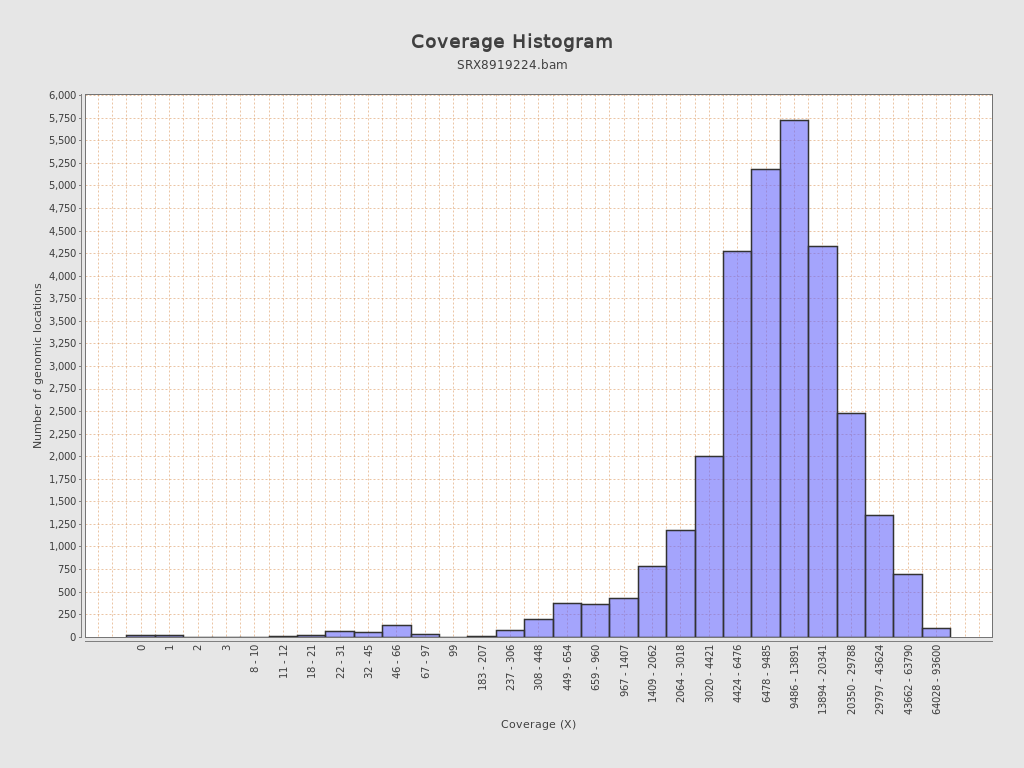 Coverage Histogram
SRX8919224.bam
Number of genomic locations
6,000
5,750
5,500
5,250
5,000
4,750
4,500
4,250
4,000
3,750
3,500
3,250
3,000
2,750
2,500
2,250
2,000
1,750
1,500
1,250
1,000
750
500
250
0
0
1
2
3
8 - 10
11 - 12
18 - 21
22 - 31
32 - 45
46 - 66
67 - 97
99
183 - 207
237 - 306
308 - 448
449 - 654
659 - 960
967 - 1407
1409 - 2062
2064 - 3018
3020 - 4421
4424 - 6476
6478 - 9485
9486 - 13891
13894 - 20341
20350 - 29788
29797 - 43624
43662 - 63790
64028 - 93600
Coverage (X)